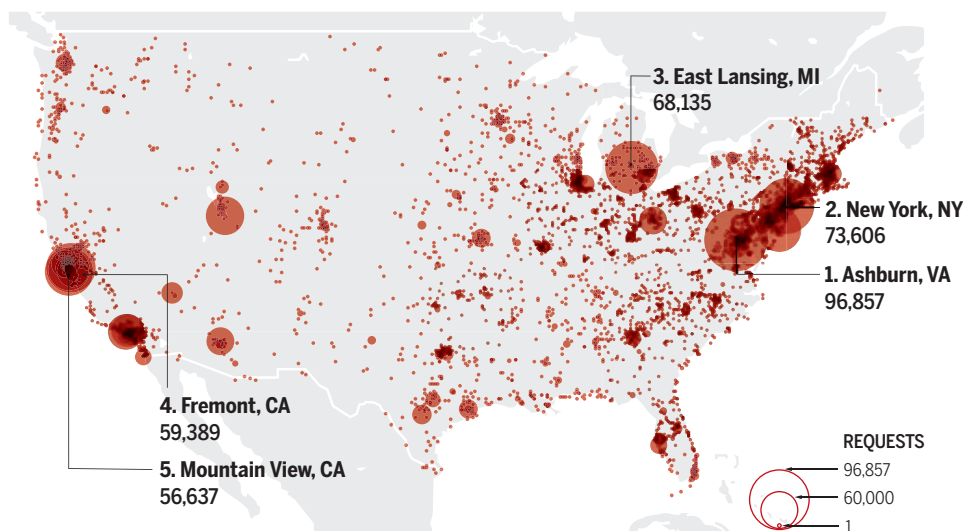 3. East Lansing, MI
68,135
2. New York, NY
73,606
1. Ashburn, VA
96,857
4. Fremont, CA
59,389
5. Mountain View, CA
56,637
REQUESTS
96,857
60,000
1